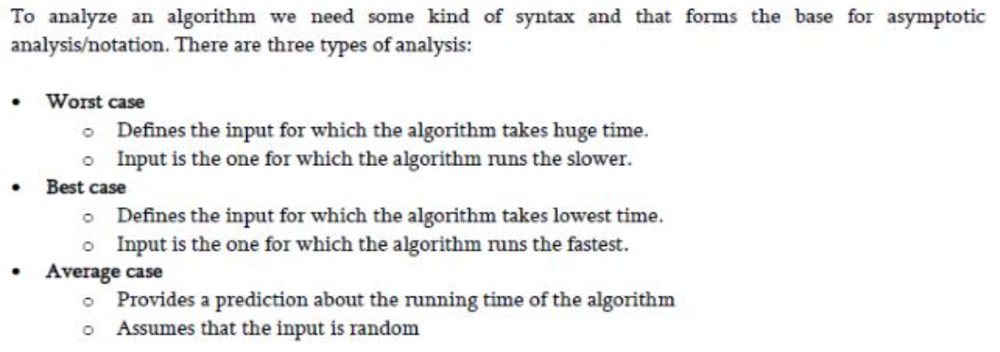 To analyze an algorithm we need some kind of syntax and that forms the base for asymptotic
analysis/notation. There are three types of analysis:
• Worst case
o Defines the input for which the algorithm takes huge time.
o Input is the one for which the algorithm runs the slower.
• Best case
o Defines the input for which the algorithm takes lowest time.
o Input is the one for which the algorithm runs the fastest.
• Average case
o Provides a prediction about the running time of the algorithm
o Assumes that the input is random